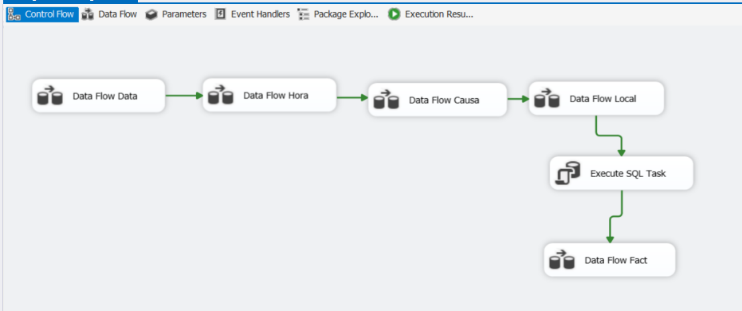 Control Flow Data Flow Parameters Event Handlers Package Explo... Execution Resu...
Data Flow Data
Data Flow Hora
Data Flow Causa
Data Flow Local
Execute SQL Task
Data Flow Fact